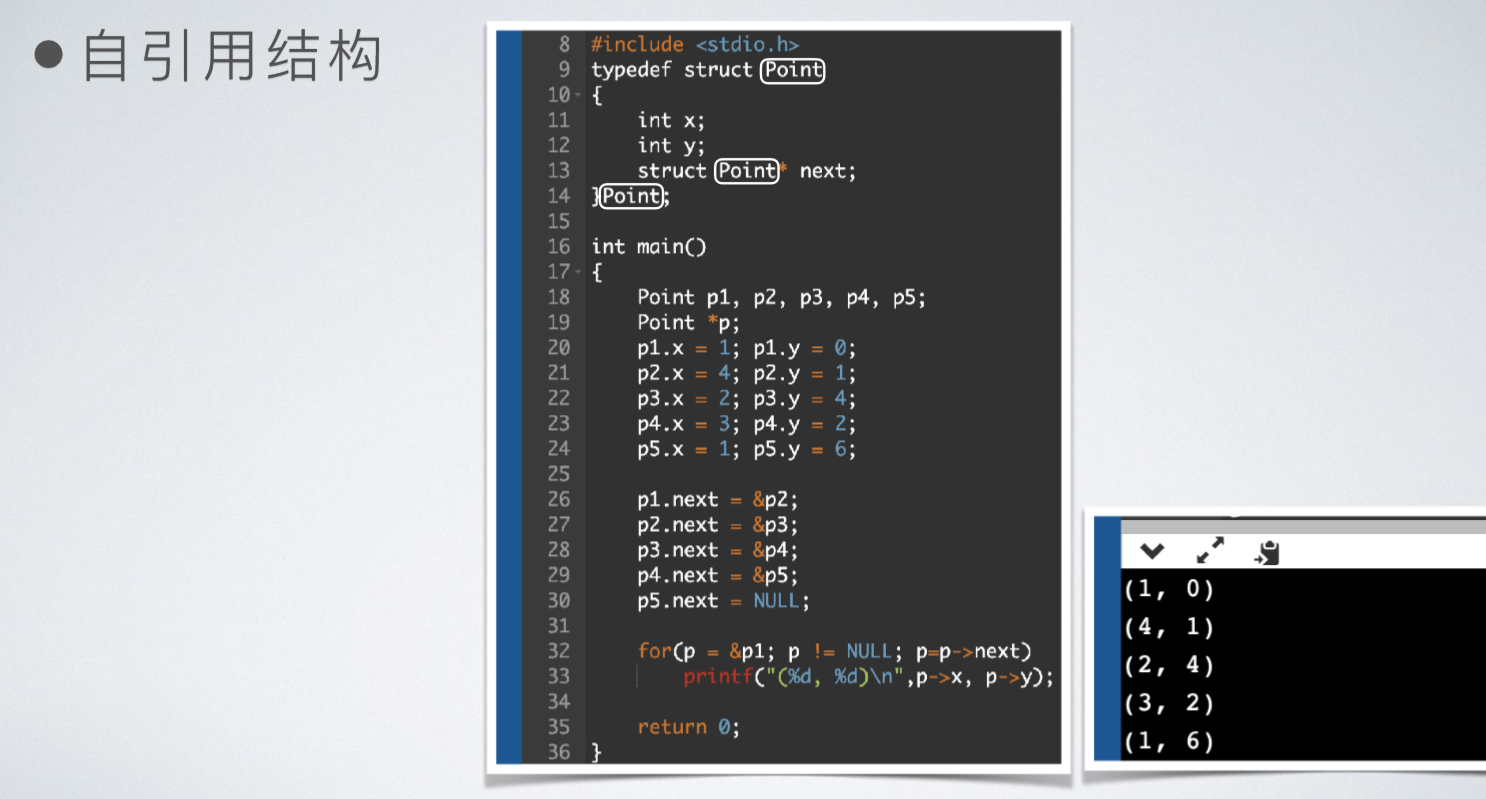 ●自引用结构
8 #include <stdio.h>
9 typedef struct Point
10 {
11     int x;
12     int y;
13     struct Point* next;
14 }Point;
15
16 int main()
17 {
18     Point p1, p2, p3, p4, p5;
19     Point *p;
20     p1.x = 1; p1.y = 0;
21     p2.x = 4; p2.y = 1;
22     p3.x = 2; p3.y = 4;
23     p4.x = 3; p4.y = 2;
24     p5.x = 1; p5.y = 6;
25
26     p1.next = &p2;
27     p2.next = &p3;
28     p3.next = &p4;
29     p4.next = &p5;
30     p5.next = NULL;
31
32     for(p = &p1; p != NULL; p=p->next)
33         printf("(%d, %d)\n",p->x, p->y);
34
35     return 0;
36 }
(1, 0)
(4, 1)
(2, 4)
(3, 2)
(1, 6)